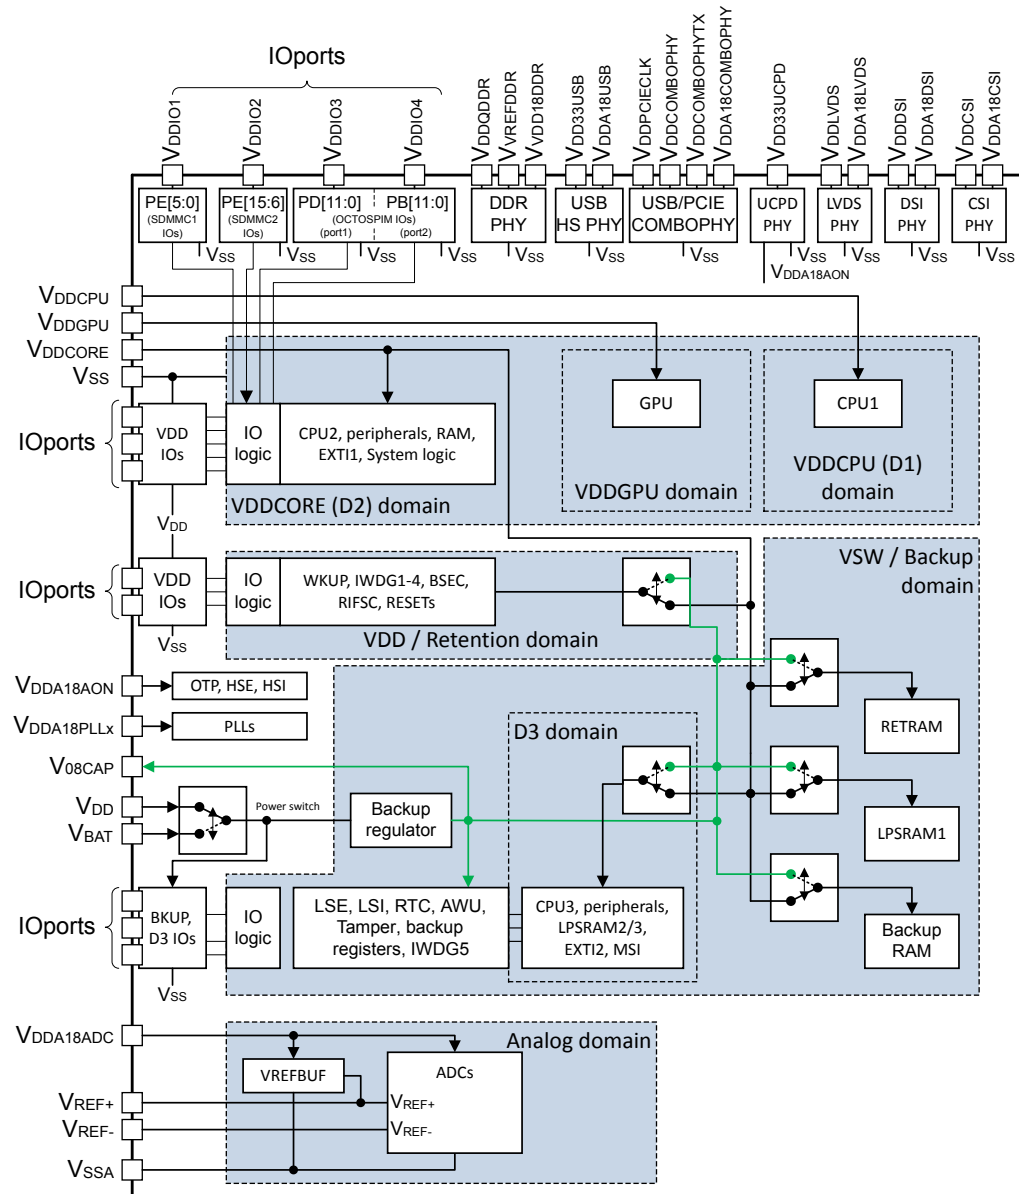 IOports
VDDIO1
VDDIO2
VDDIO3
VDDIO4
VDDQDDR
VVREFDDR
VVDD18DDR
VDD33USB
VDDA18USB
VDDPCIECLK
VDDCOMBOPHY
VDDCOMBOPHYTX
VDDA18COMBOPHY
VDD33UCPD
VDDLVDS
VDDA18LVDS
VDDDSI
VDDA18DSI
VDDCSI
VDDA18CSI
PE[5:0]
(SDMMC1
IOs)
PE[15:6]
(SDMMC2
IOs)
PD[11:0]
PB[11:0]
(OCTOSPIM IOs)
(port1)
(port2)
DDR
PHY
USB
HS PHY
USB/PCIE
COMBOPHY
UCPD
PHY
LVDS
PHY
DSI
PHY
CSI
PHY
VSS
VSS
VSS
VSS
VSS
VSS
VSS
VSS
VSS
VSS
VSS
VDDA18AON
VDDCPU
VDDGPU
VDDCORE
VSS
GPU
CPU1
IOports
VDD
IOs
IO
logic
CPU2, peripherals, RAM,
EXTI1, System logic
VDDCORE (D2) domain
VDDGPU domain
VDDCPU (D1)
domain
VDD
VSW / Backup
domain
IOports
VDD
IOs
IO
logic
WKUP, IWDG1-4, BSEC,
RIFSC, RESETs
VDD / Retention domain
VSS
VDDA18AON
OTP, HSE, HSI
VDDA18PLLx
PLLs
D3 domain
RETRAM
V08CAP
VDD
VBAT
Power switch
Backup
regulator
LPSRAM1
IOports
BKUP,
D3 IOs
IO
logic
LSE, LSI, RTC, AWU,
Tamper, backup
registers, IWDG5
CPU3, peripherals,
LPSRAM2/3,
EXTI2, MSI
Backup
RAM
VSS
VDDA18ADC
Analog domain
VREFBUF
ADCs
VREF+
VREF+
VREF-
VREF-
VSSA